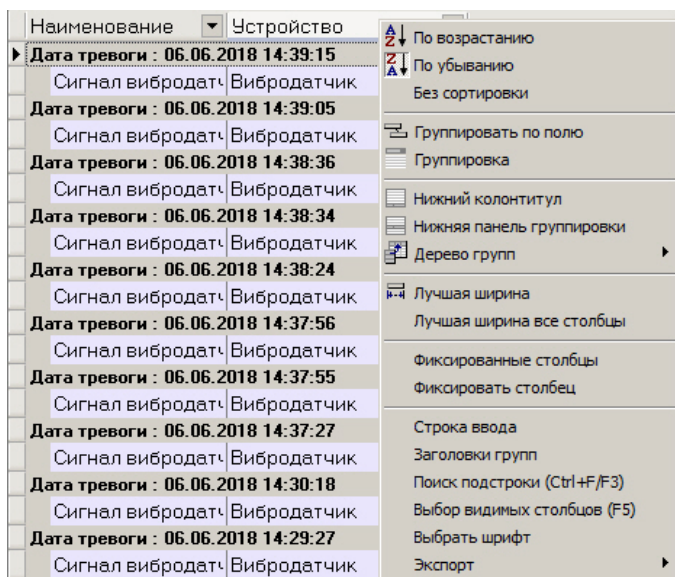 Наименование Устройство
Дата тревоги : 06.06.2018 14:39:15
Сигнал вибродатч Вибродатчик
Дата тревоги : 06.06.2018 14:39:05
Сигнал вибродатч Вибродатчик
Дата тревоги : 06.06.2018 14:38:36
Сигнал вибродатч Вибродатчик
Дата тревоги : 06.06.2018 14:38:34
Сигнал вибродатч Вибродатчик
Дата тревоги : 06.06.2018 14:38:24
Сигнал вибродатч Вибродатчик
Дата тревоги : 06.06.2018 14:37:56
Сигнал вибродатч Вибродатчик
Дата тревоги : 06.06.2018 14:37:55
Сигнал вибродатч Вибродатчик
Дата тревоги : 06.06.2018 14:37:27
Сигнал вибродатч Вибродатчик
Дата тревоги : 06.06.2018 14:30:18
Сигнал вибродатч Вибродатчик
Дата тревоги : 06.06.2018 14:29:27
Сигнал вибродатч Вибродатчик
По возрастанию
По убыванию
Без сортировки
Группировать по полю
Группировка
Нижний колонтитул
Нижняя панель группировки
Дерево групп
Лучшая ширина
Лучшая ширина все столбцы
Фиксированные столбцы
Фиксировать столбец
Строка ввода
Заголовки групп
Поиск подстроки (Ctrl+F/F3)
Выбор видимых столбцов (F5)
Выбрать шрифт
Экспорт